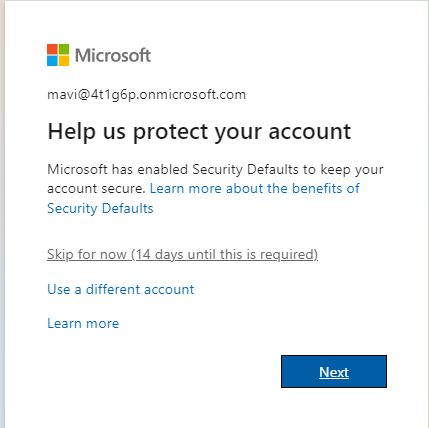 Microsoft
mavi@4t1g6p.onmicrosoft.com
Help us protect your account
Microsoft has enabled Security Defaults to keep your
account secure. Learn more about the benefits of
Security Defaults
Skip for now (14 days until this is required)
Use a different account
Learn more
Next